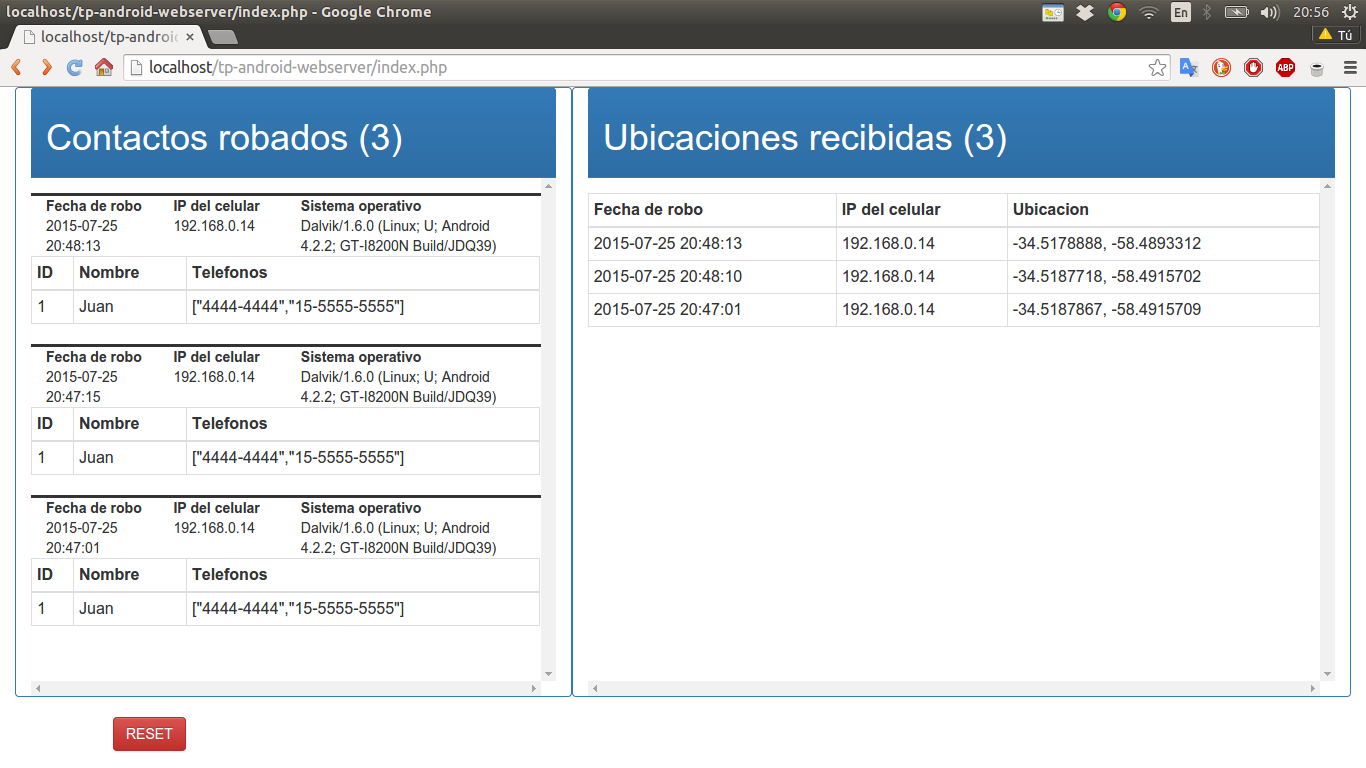 localhost/tp-android-webserver/index.php - Google Chrome
En
20:56
localhost/tp-androi
Tú
localhost/tp-android-webserver/index.php
ABP
Contactos robados (3)
Fecha de robo IP del celular Sistema operativo
2015-07-25 192.168.0.14 Dalvik/1.6.0 (Linux; U; Android
20:48:13 4.2.2; GT-I8200N Build/JDQ39)
ID Nombre Telefonos
1 Juan ["4444-4444","15-5555-5555"]
Fecha de robo IP del celular Sistema operativo
2015-07-25 192.168.0.14 Dalvik/1.6.0 (Linux; U; Android
20:47:15 4.2.2; GT-I8200N Build/JDQ39)
ID Nombre Telefonos
1 Juan ["4444-4444","15-5555-5555"]
Fecha de robo IP del celular Sistema operativo
2015-07-25 192.168.0.14 Dalvik/1.6.0 (Linux; U; Android
20:47:01 4.2.2; GT-I8200N Build/JDQ39)
ID Nombre Telefonos
1 Juan ["4444-4444","15-5555-5555"]
Ubicaciones recibidas (3)
Fecha de robo IP del celular Ubicacion
2015-07-25 20:48:13 192.168.0.14 -34.5178888, -58.4893312
2015-07-25 20:48:10 192.168.0.14 -34.5187718, -58.4915702
2015-07-25 20:47:01 192.168.0.14 -34.5187867, -58.4915709
RESET